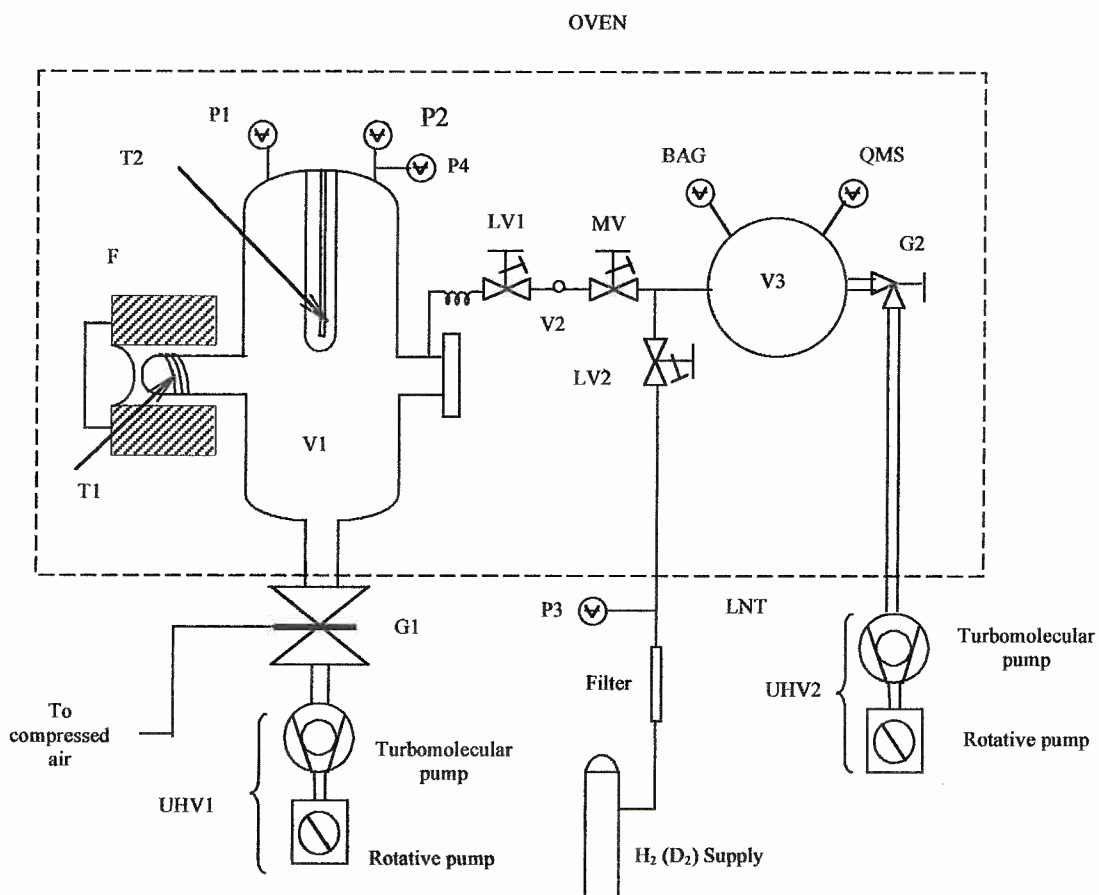 OVEN
P1
P2
T2
P4
BAG
QMS
LV1
MV
G2
F
V3
V2
LV2
V1
T1
P3
LNT
G1
Turbomolecular
pump
Filter
UHV2
To
compressed
air
Rotative pump
Turbomolecular
pump
UHV1
H₂ (D₂) Supply
Rotative pump